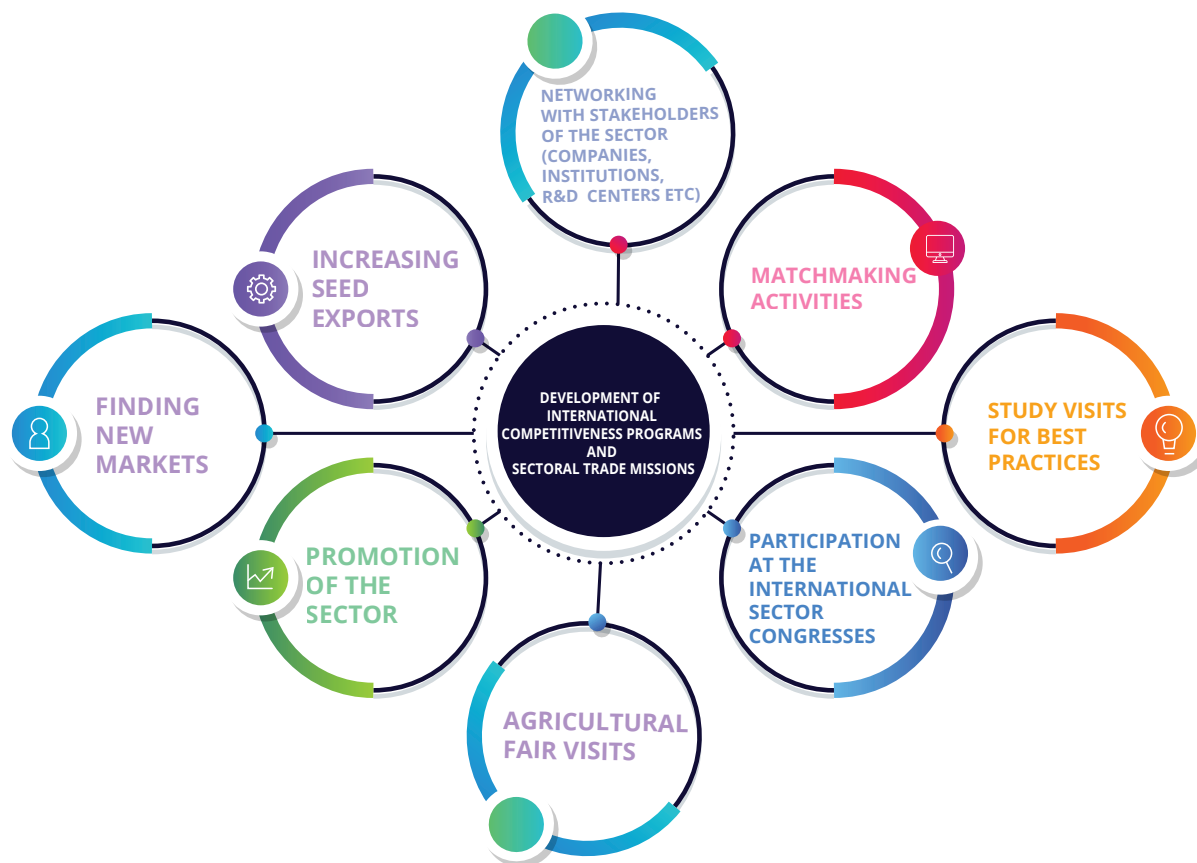 NETWORKING
WITH STAKEHOLDERS
OF THE SECTOR
(COMPANIES,
INSTITUTIONS,
R&D CENTERS ETC)
INCREASING
SEED
EXPORTS
MATCHMAKING
ACTIVITIES
FINDING
NEW
MARKETS
DEVELOPMENT OF
INTERNATIONAL
COMPETITIVENESS PROGRAMS
AND
SECTORAL TRADE MISSIONS
STUDY VISITS
FOR BEST
PRACTICES
PROMOTION
OF THE
SECTOR
PARTICIPATION
AT THE
INTERNATIONAL
SECTOR
CONGRESSES
AGRICULTURAL
FAIR VISITS